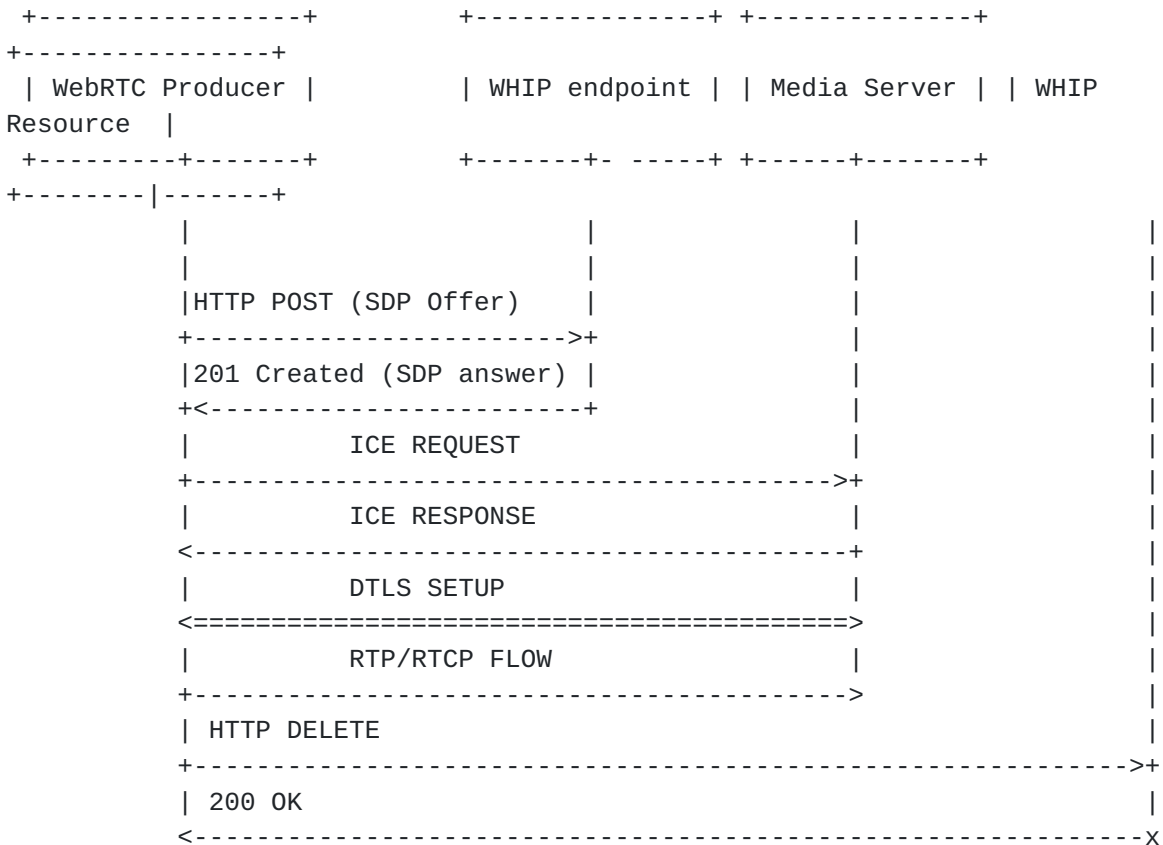 WebRTC Producer | | WHIP endpoint | | Media Server | | WHIP
Resource |
HTTP POST (SDP Offer)
201 Created (SDP answer)
ICE REQUEST
ICE RESPONSE
DTLS SETUP
RTP/RTCP FLOW
HTTP DELETE
200 OK
x